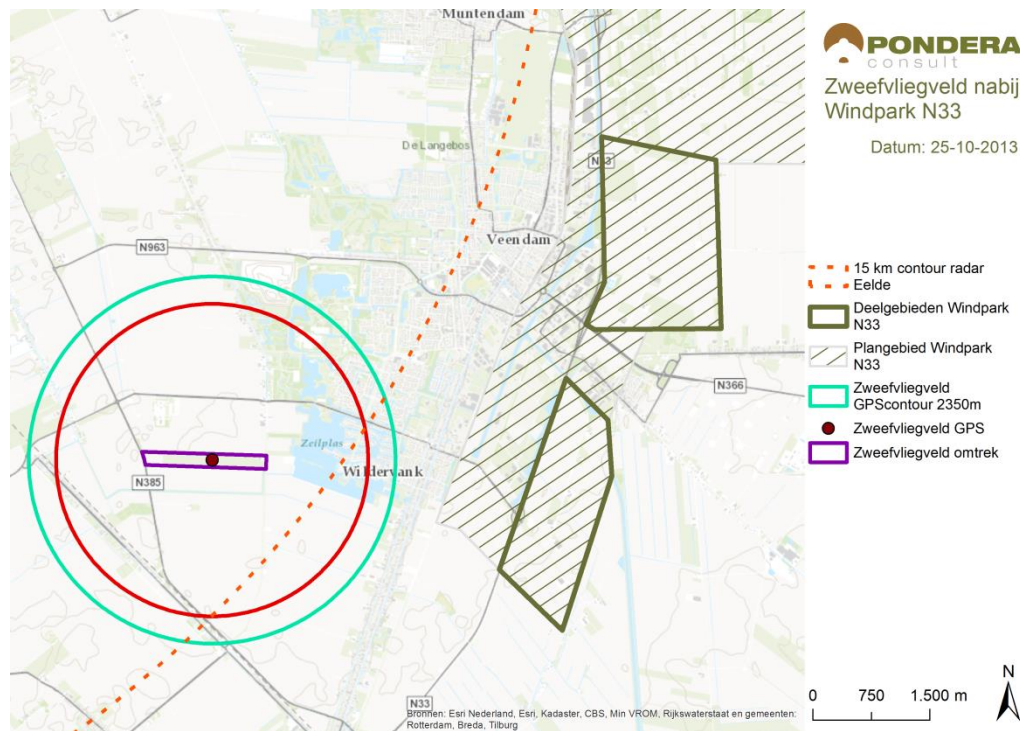 Muntendam
De Langebos
N33
Veendam
N963
N366
Zeilplas
Wildervank
N385
N33
Bronnen: Esri Nederland, Esri, Kadaster, CBS, Min VROM, Rijkswaterstaat en gemeenten:
Rotterdam, Breda, Tilburg
PONDERA
consult
Zweefvliegveld nabij
Windpark N33
Datum: 25-10-2013
15 km contour radar
Eelde
Deelgebieden Windpark
N33
Plangebied Windpark
N33
Zweefvliegveld
GPScontour 2350m
Zweefvliegveld GPS
Zweefvliegveld omtrek
N
0 750 1.500 m